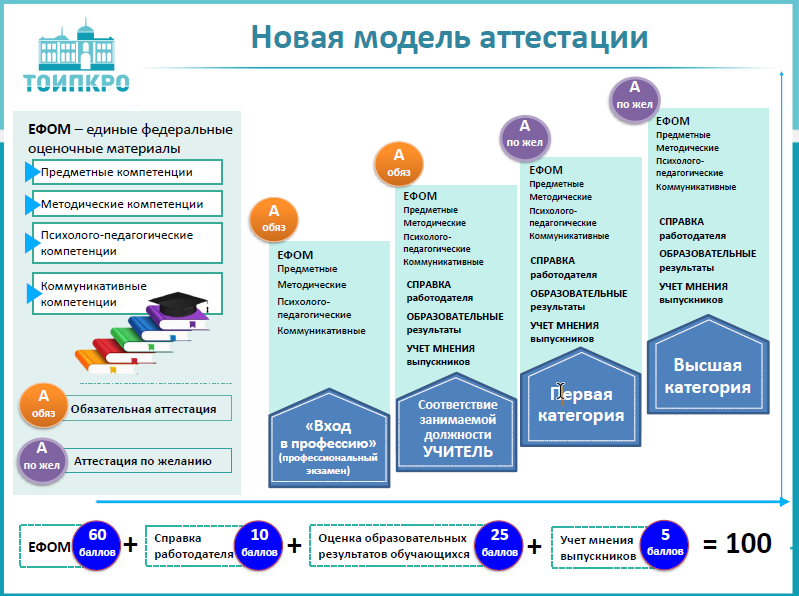 Новая модель аттестации
ТОИПКРО
ЕФОМ – единые федеральные
оценочные материалы
Предметные компетенции
Методические компетенции
Психолого-педагогические
компетенции
Коммуникативные
компетенции
А
обяз
Обязательная аттестация
А
по жел
Аттестация по желанию
А
обяз
ЕФОМ
Предметные
Методические
Психолого-
педагогические
Коммуникативные
«Вход
в профессию»
(профессиональный
экзамен)
А
обяз
ЕФОМ
Предметные
Методические
Психолого-
педагогические
Коммуникативные
СПРАВКА
работодателя
ОБРАЗОВАТЕЛЬНЫЕ
результаты
УЧЕТ МНЕНИЯ
выпускников
Соответствие
занимаемой
должности
УЧИТЕЛЬ
А
по жел
ЕФОМ
Предметные
Методические
Психолого-
педагогические
Коммуникативные
СПРАВКА
работодателя
ОБРАЗОВАТЕЛЬНЫЕ
результаты
УЧЕТ МНЕНИЯ
выпускников
Первая
категория
А
по жел
ЕФОМ
Предметные
Методические
Психолого-
педагогические
Коммуникативные
СПРАВКА
работодателя
ОБРАЗОВАТЕЛЬНЫЕ
результаты
УЧЕТ МНЕНИЯ
выпускников
Высшая
категория
ЕФОМ
60
баллов
+
Справка
работодателя
10
баллов
+
Оценка образовательных
результатов обучающихся
25
баллов
+
Учет мнения
выпускников
5
баллов
= 100